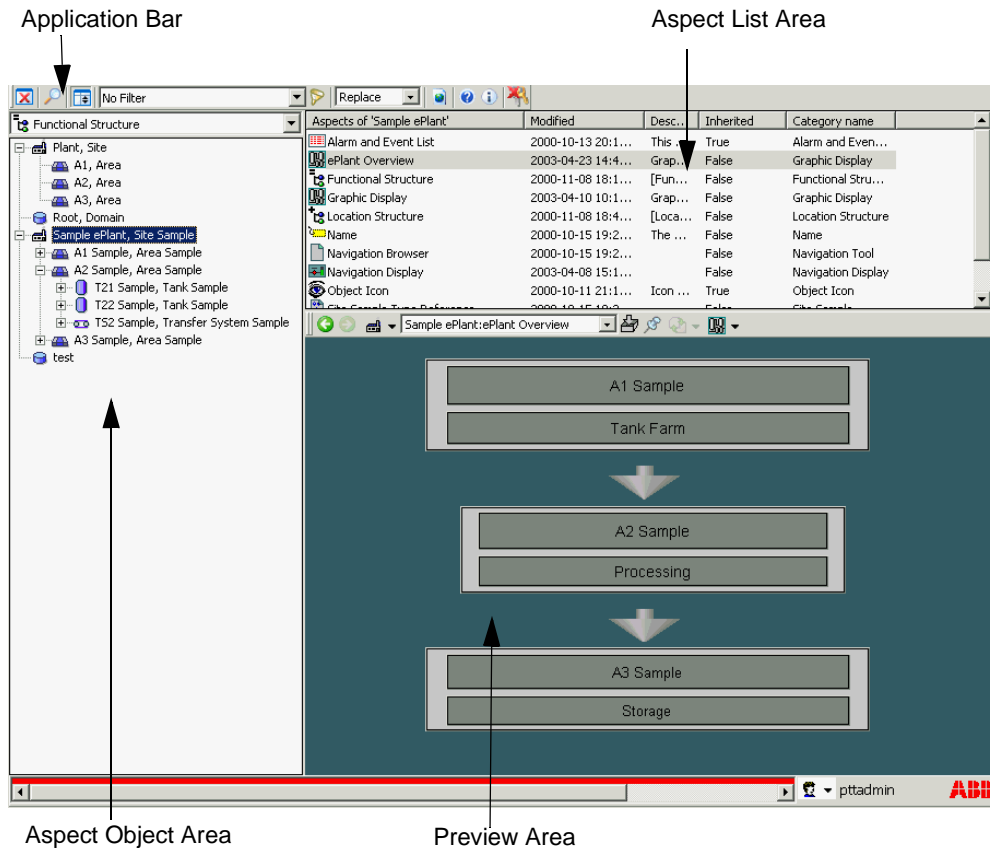 Application Bar
Aspect List Area
No Filter
Replace
Functional Structure
Plant, Site
A1, Area
A2, Area
A3, Area
Root, Domain
Sample ePlant, Site Sample
A1 Sample, Area Sample
A2 Sample, Area Sample
T21 Sample, Tank Sample
T22 Sample, Tank Sample
TS2 Sample, Transfer System Sample
A3 Sample, Area Sample
test
Aspects of 'Sample ePlant' Modified Desc... Inherited Category name
Alarm and Event List 2000-10-13 20:1... This ... True Alarm and Even...
ePlant Overview 2003-04-23 14:4... Grap... False Graphic Display
Functional Structure 2000-11-08 18:1... [Fun... False Functional Stru...
Graphic Display 2003-04-10 10:1... Grap... False Graphic Display
Location Structure 2000-11-08 18:4... [Loca... False Location Structure
Name 2000-10-15 19:2... The ... False Name
Navigation Browser 2000-10-15 19:2... False Navigation Tool
Navigation Display 2003-04-08 15:1... False Navigation Display
Object Icon 2000-10-11 21:1... Icon ... True Object Icon
Sample ePlant:ePlant Overview
A1 Sample
Tank Farm
A2 Sample
Processing
A3 Sample
Storage
pttadmin
ABB
Aspect Object Area
Preview Area